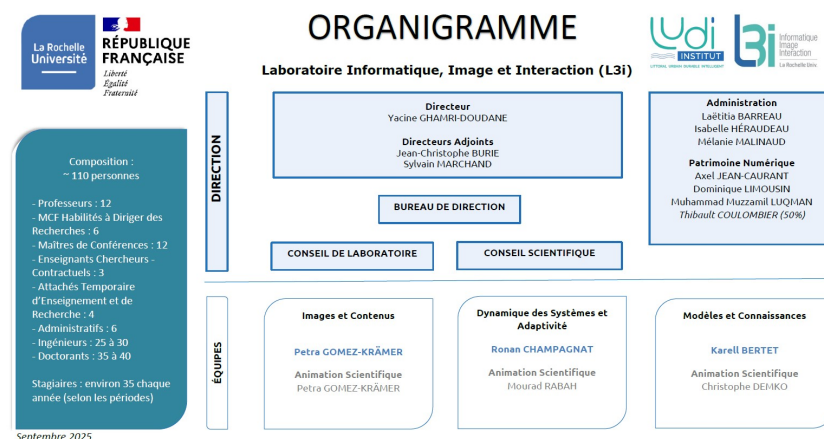 La Rochelle
Université
RÉPUBLIQUE
FRANÇAISE
Liberté
Égalité
Fraternité
ORGANIGRAMME
Laboratoire Informatique, Image et Interaction (L3i)
LUdi
INSTITUT
LITTORAL URBAIN DURABLE INTELLIGENT
L3i
Informatique
Image
Interaction
La Rochelle Univ
Composition :
~ 110 personnes
- Professeurs : 12
- MCF Habilités à Diriger des
Recherches : 6
- Maîtres de Conférences : 12
- Enseignants Chercheurs -
Contractuels : 3
- Attachés Temporaire
d'Enseignement et de
Recherche : 4
- Administratifs : 6
- Ingénieurs : 25 à 30
- Doctorants : 35 à 40
Stagiaires : environ 35 chaque
année (selon les périodes)
Septembre 2025
DIRECTION
Directeur
Yacine GHAMRI-DOUDANE
Directeurs Adjoints
Jean-Christophe BURIE
Sylvain MARCHAND
BUREAU DE DIRECTION
CONSEIL DE LABORATOIRE
CONSEIL SCIENTIFIQUE
Administration
Laëtitia BARREAU
Isabelle HÉRAUDEAU
Mélanie MALINAUD
Patrimoine Numérique
Axel JEAN-CAURANT
Dominique LIMOUSIN
Muhammad Muzzamil LUQMAN
Thibault COULOMBIER (50%)
ÉQUIPES
Images et Contenus
Petra GOMEZ-KRÄMER
Animation Scientifique
Petra GOMEZ-KRÄMER
Dynamique des Systèmes et
Adaptivité
Ronan CHAMPAGNAT
Animation Scientifique
Mourad RABAH
Modèles et Connaissances
Karell BERTET
Animation Scientifique
Christophe DEMKO